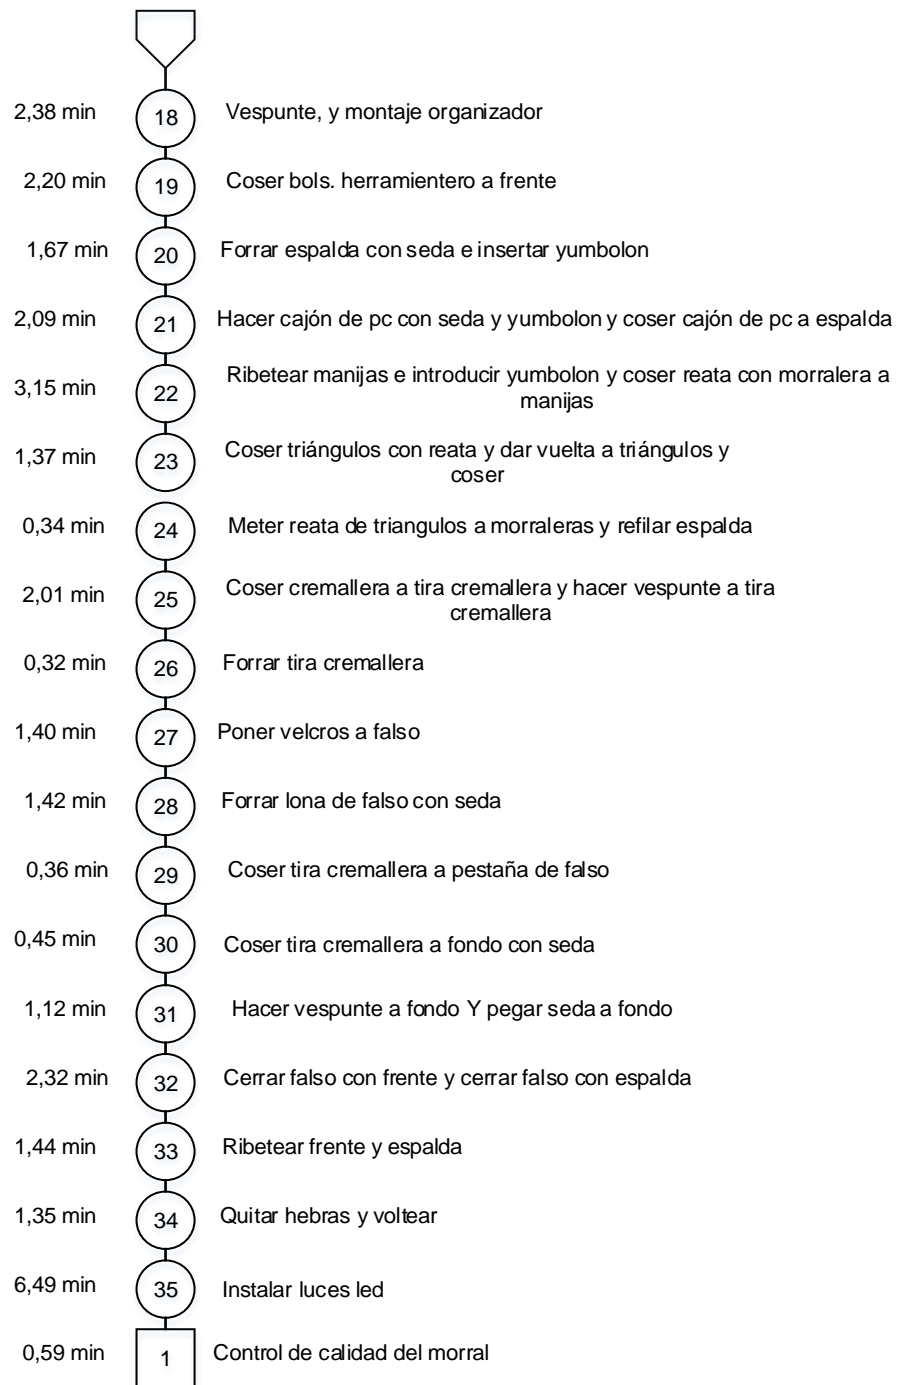 2,38 min 18 Vespunte, y montaje organizador
2,20 min 19 Coser bols. herramientero a frente
1,67 min 20 Forrar espalda con seda e insertar yumbolon
2,09 min 21 Hacer cajón de pc con seda y yumbolon y coser cajón de pc a espalda
3,15 min 22 Ribetear manijas e introducir yumbolon y coser reata con morralera a
manijas
1,37 min 23 Coser triángulos con reata y dar vuelta a triángulos y
coser
0,34 min 24 Meter reata de triangulos a morraleras y refilar espalda
2,01 min 25 Coser cremallera a tira cremallera y hacer vespunte a tira
cremallera
0,32 min 26 Forrar tira cremallera
1,40 min 27 Poner velcros a falso
1,42 min 28 Forrar lona de falso con seda
0,36 min 29 Coser tira cremallera a pestaña de falso
0,45 min 30 Coser tira cremallera a fondo con seda
1,12 min 31 Hacer vespunte a fondo Y pegar seda a fondo
2,32 min 32 Cerrar falso con frente y cerrar falso con espalda
1,44 min 33 Ribetear frente y espalda
1,35 min 34 Quitar hebras y voltear
6,49 min 35 Instalar luces led
0,59 min 1 Control de calidad del morral